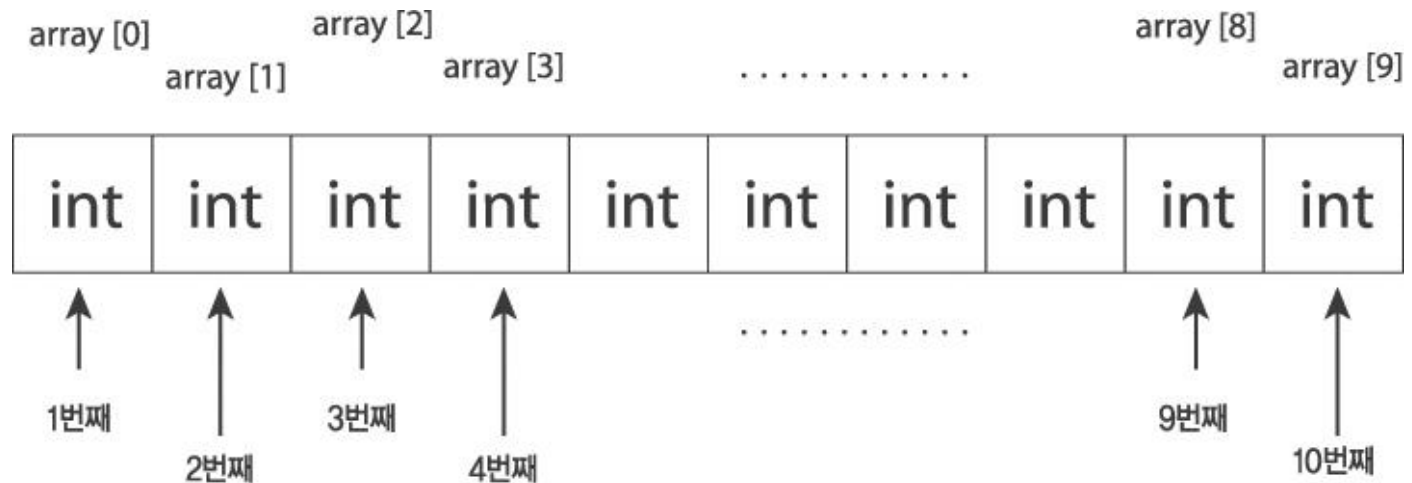 array [0] array [1] array [2] array [3] ............ array [8] array [9]
int int int int int int int int int int
............
1번째 2번째 3번째 4번째 9번째 10번째